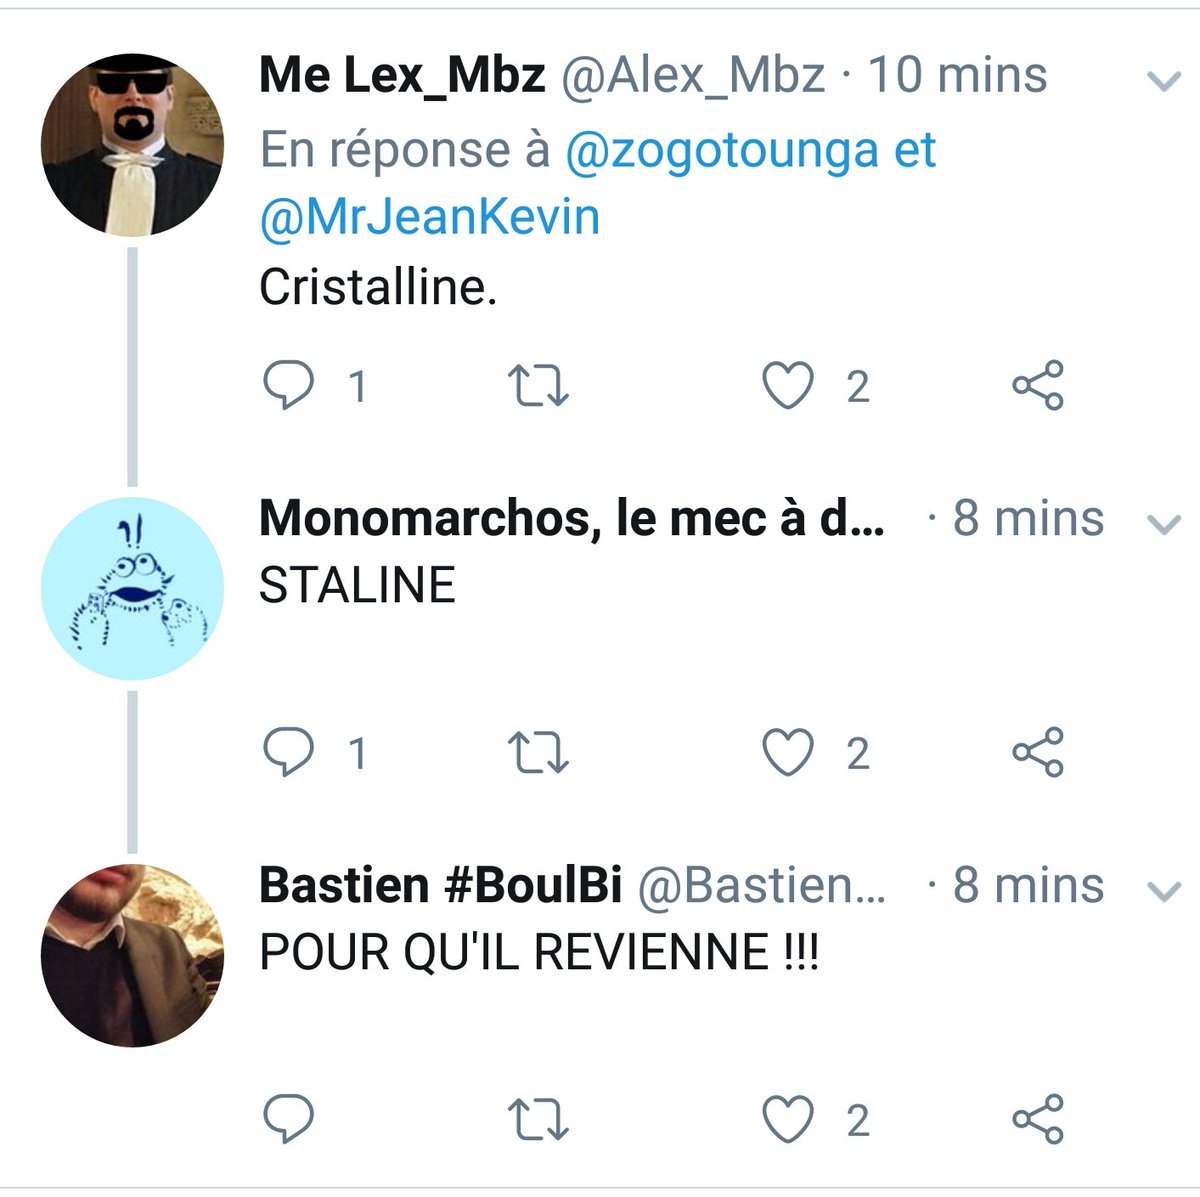 Me Lex_Mbz @Alex_Mbz · 10 mins
En réponse à @zogotounga et
@MrJeanKevin
Cristalline.
1 2
Monomarchos, le mec à d... · 8 mins
STALINE
1 2
Bastien #BoulBi @Bastien... · 8 mins
POUR QU'IL REVIENNE !!!
2